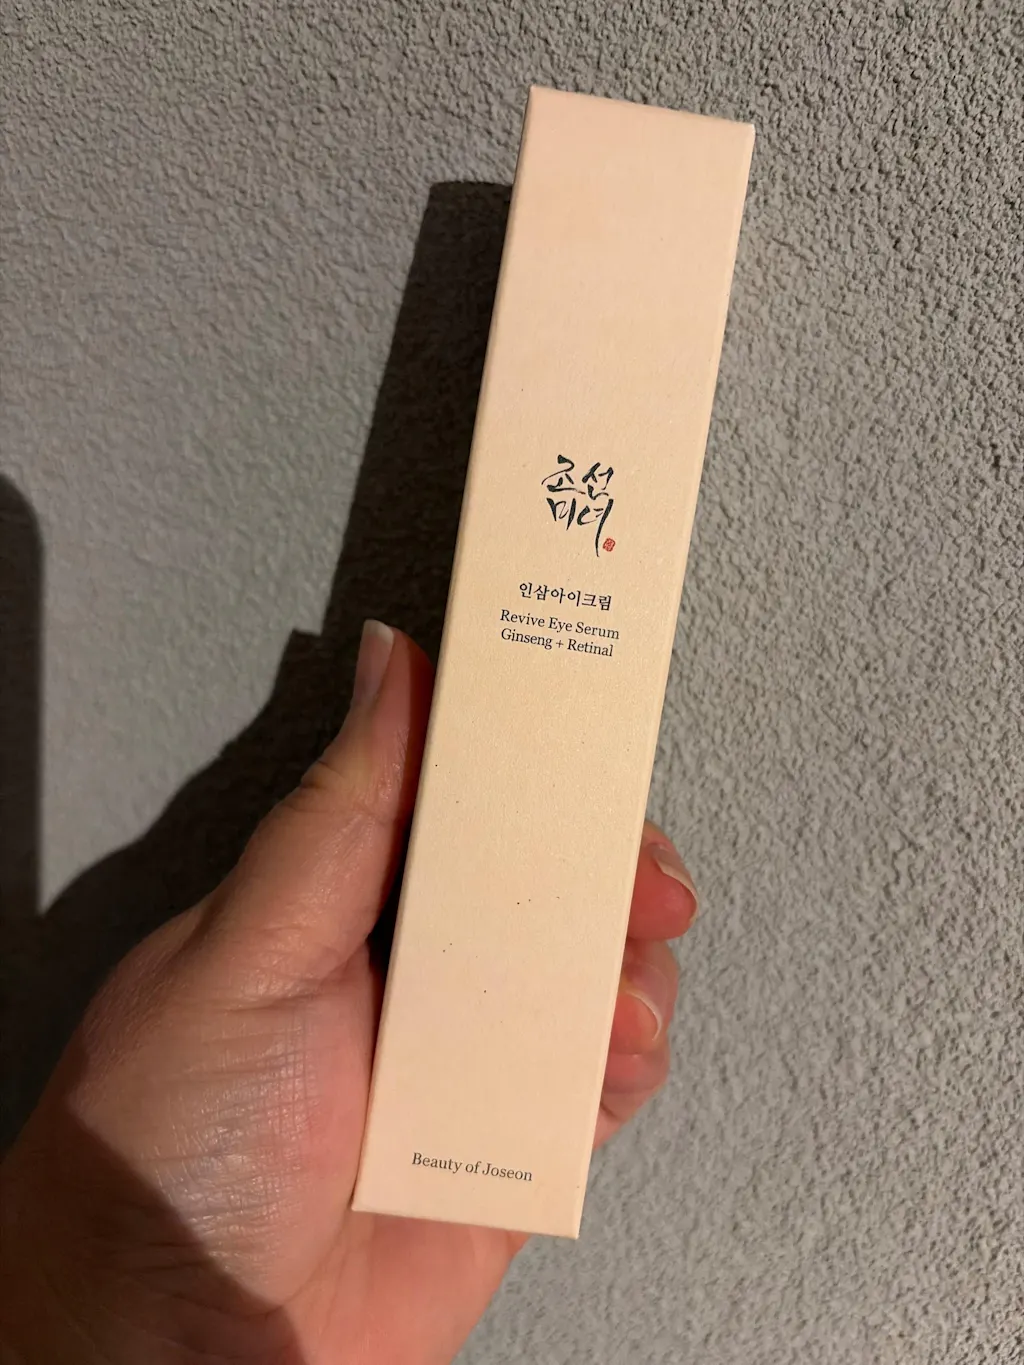 조선
미녀
인삼아이크림
Revive Eye Serum
Ginseng + Retinal
Beauty of Joseon